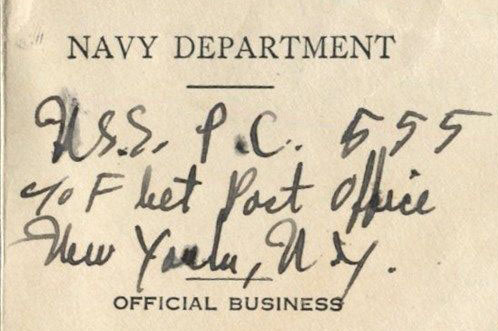 NAVY DEPARTMENT
U.S.S. P.C. 555
c/o Fleet Post Office
New York, N.Y.
OFFICIAL BUSINESS